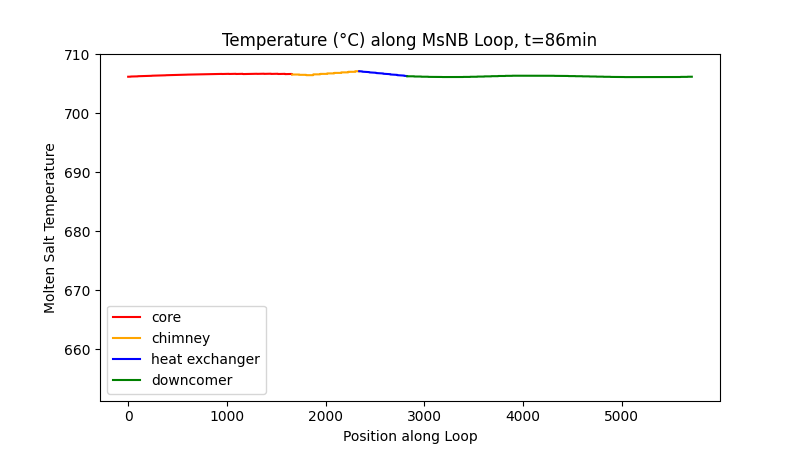 Temperature (°C) along MsNB Loop, t=86min
Molten Salt Temperature
710
700
690
680
670
660
core
chimney
heat exchanger
downcomer
0 1000 2000 3000 4000 5000
Position along Loop